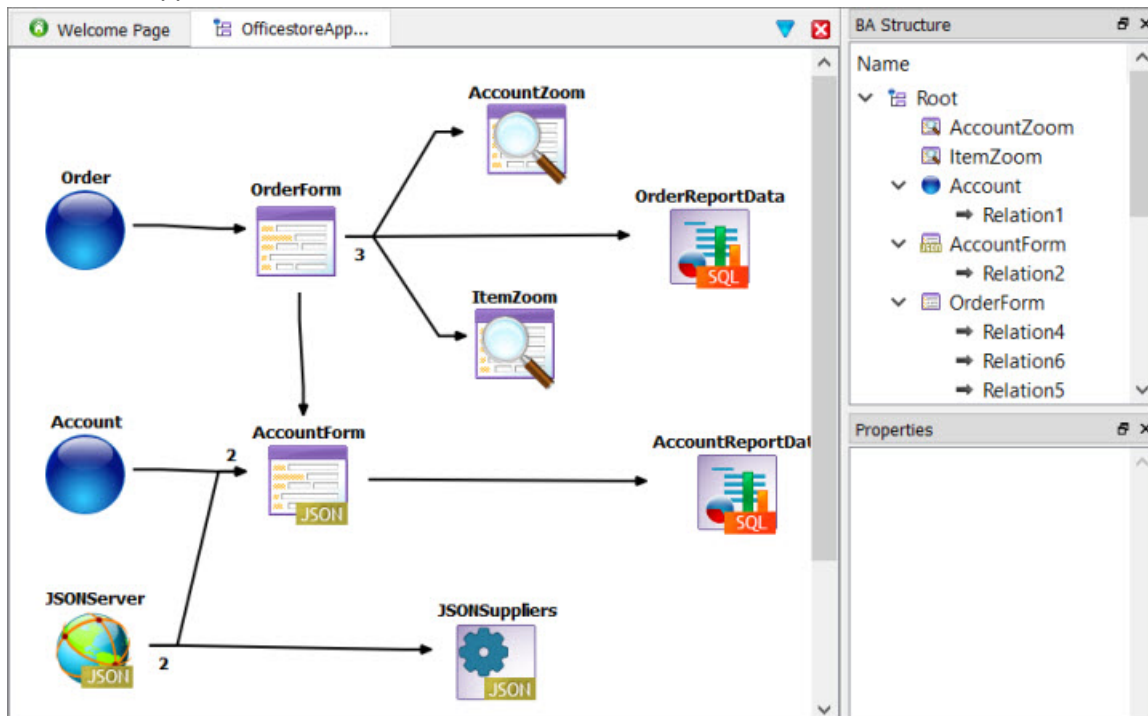 Welcome Page
OfficestoreApp...
BA Structure
Name
Root
AccountZoom
ItemZoom
Account
Relation1
AccountForm
Relation2
OrderForm
Relation4
Relation6
Relation5
Properties
AccountZoom
Order
OrderForm
OrderReportData
SQL
3
ItemZoom
Account
2
AccountForm
JSON
AccountReportDat
SQL
JSONServer
JSON
2
JSONSuppliers
JSON